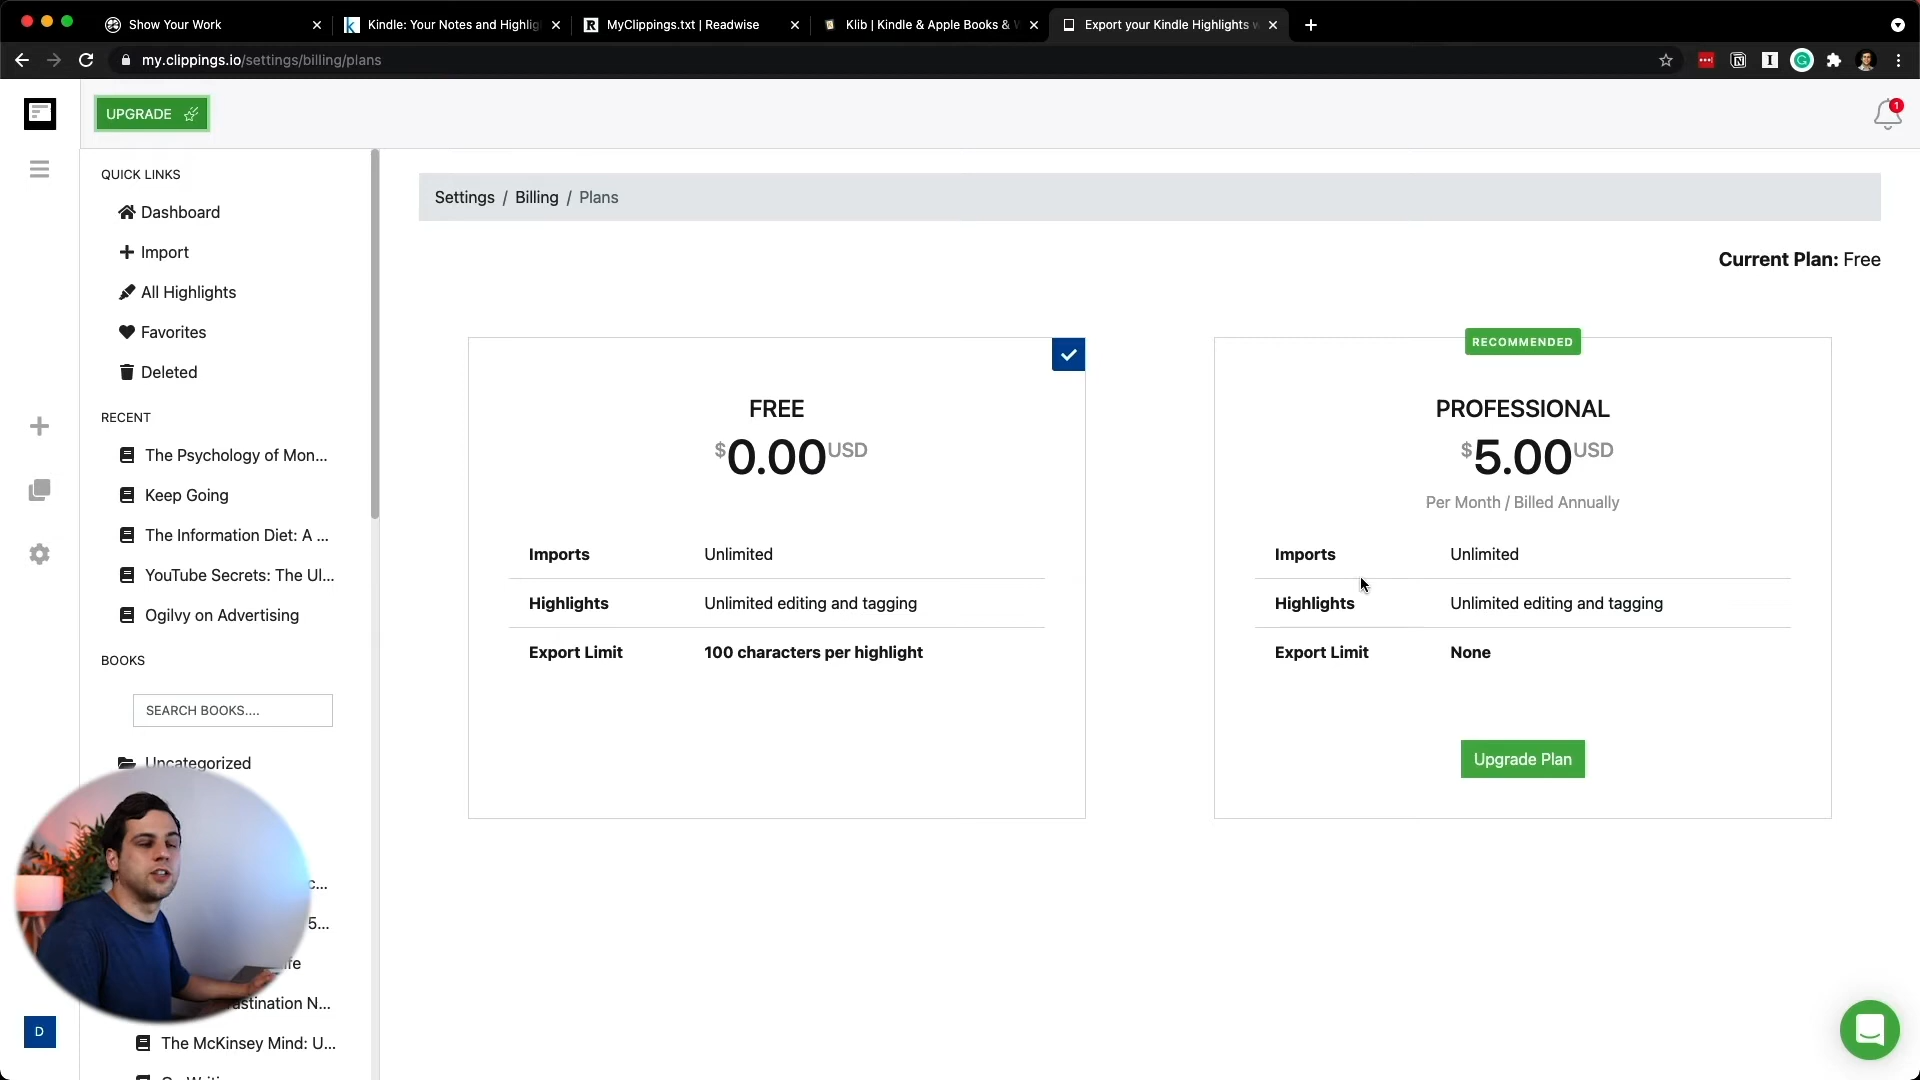 Show Your Work
Kindle: Your Notes and Highlig
MyClippings.txt | Readwise
Klib | Kindle & Apple Books &
Export your Kindle Highlights
my.clippings.io/settings/billing/plans
UPGRADE
1
QUICK LINKS
Dashboard
Import
All Highlights
Favorites
Deleted
RECENT
The Psychology of Mon...
Keep Going
The Information Diet: A ...
YouTube Secrets: The Ul...
Ogilvy on Advertising
BOOKS
SEARCH BOOKS....
Uncategorized
c...
5...
ife
astination N...
The McKinsey Mind: U...
D
Settings / Billing / Plans
Current Plan: Free
FREE
$0.00USD
Imports Unlimited
Highlights Unlimited editing and tagging
Export Limit 100 characters per highlight
RECOMMENDED
PROFESSIONAL
$5.00USD
Per Month / Billed Annually
Imports Unlimited
Highlights Unlimited editing and tagging
Export Limit None
Upgrade Plan